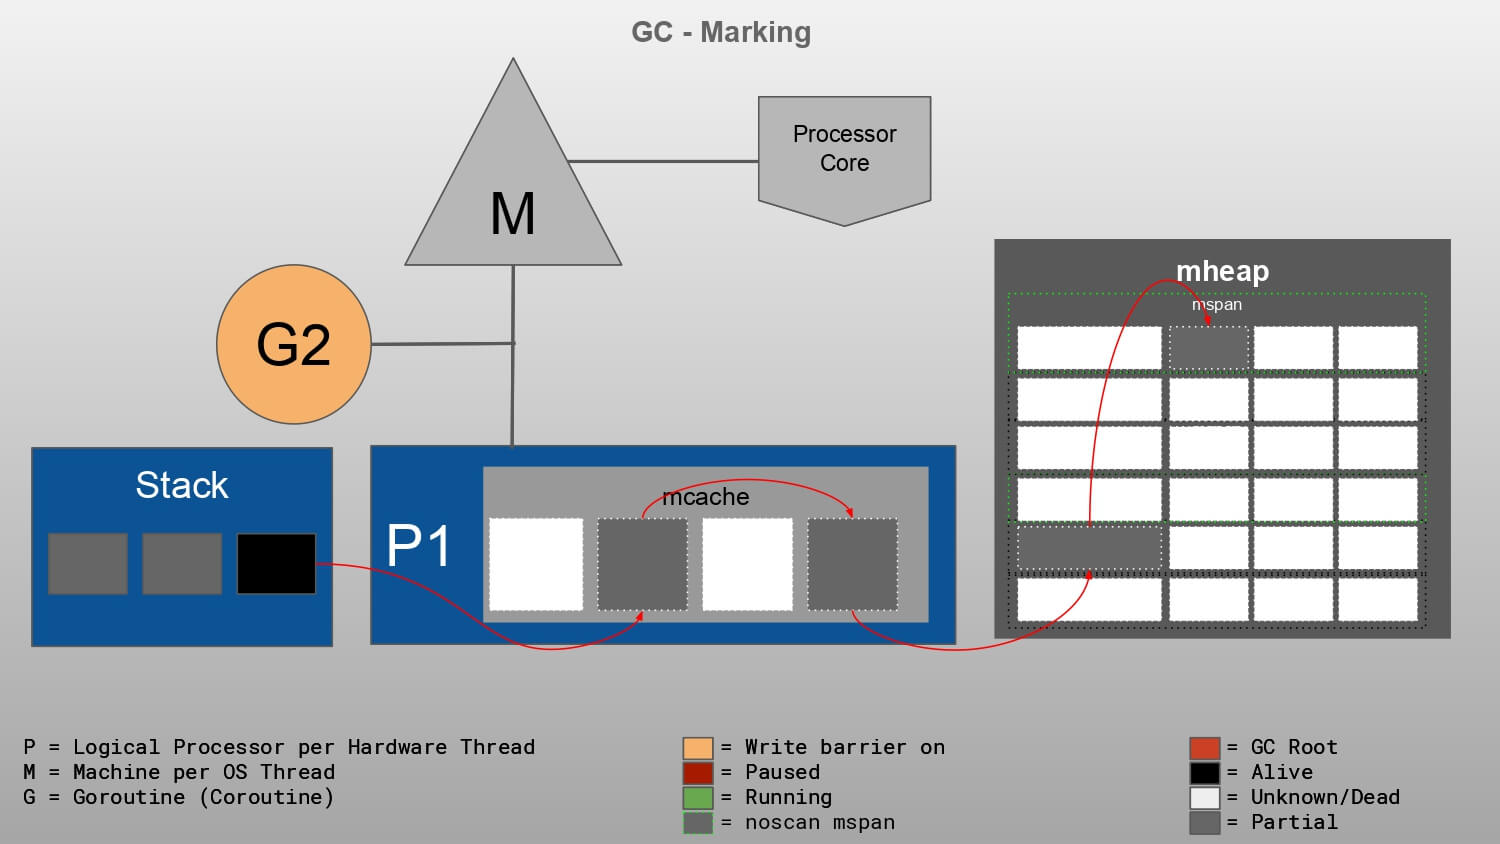 GC - Marking
Processor
Core
M
G2
mheap
mspan
Stack
P1
mcache
P = Logical Processor per Hardware Thread
M = Machine per OS Thread
G = Goroutine (Coroutine)
= Write barrier on
= Paused
= Running
= noscan mspan
= GC Root
= Alive
= Unknown/Dead
= Partial